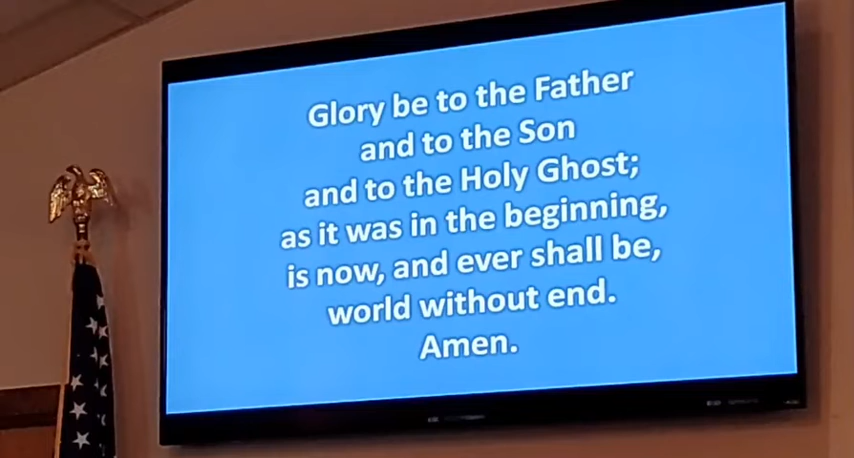 Glory be to the Father
and to the Son
and to the Holy Ghost;
as it was in the beginning,
is now, and ever shall be,
world without end.
Amen.